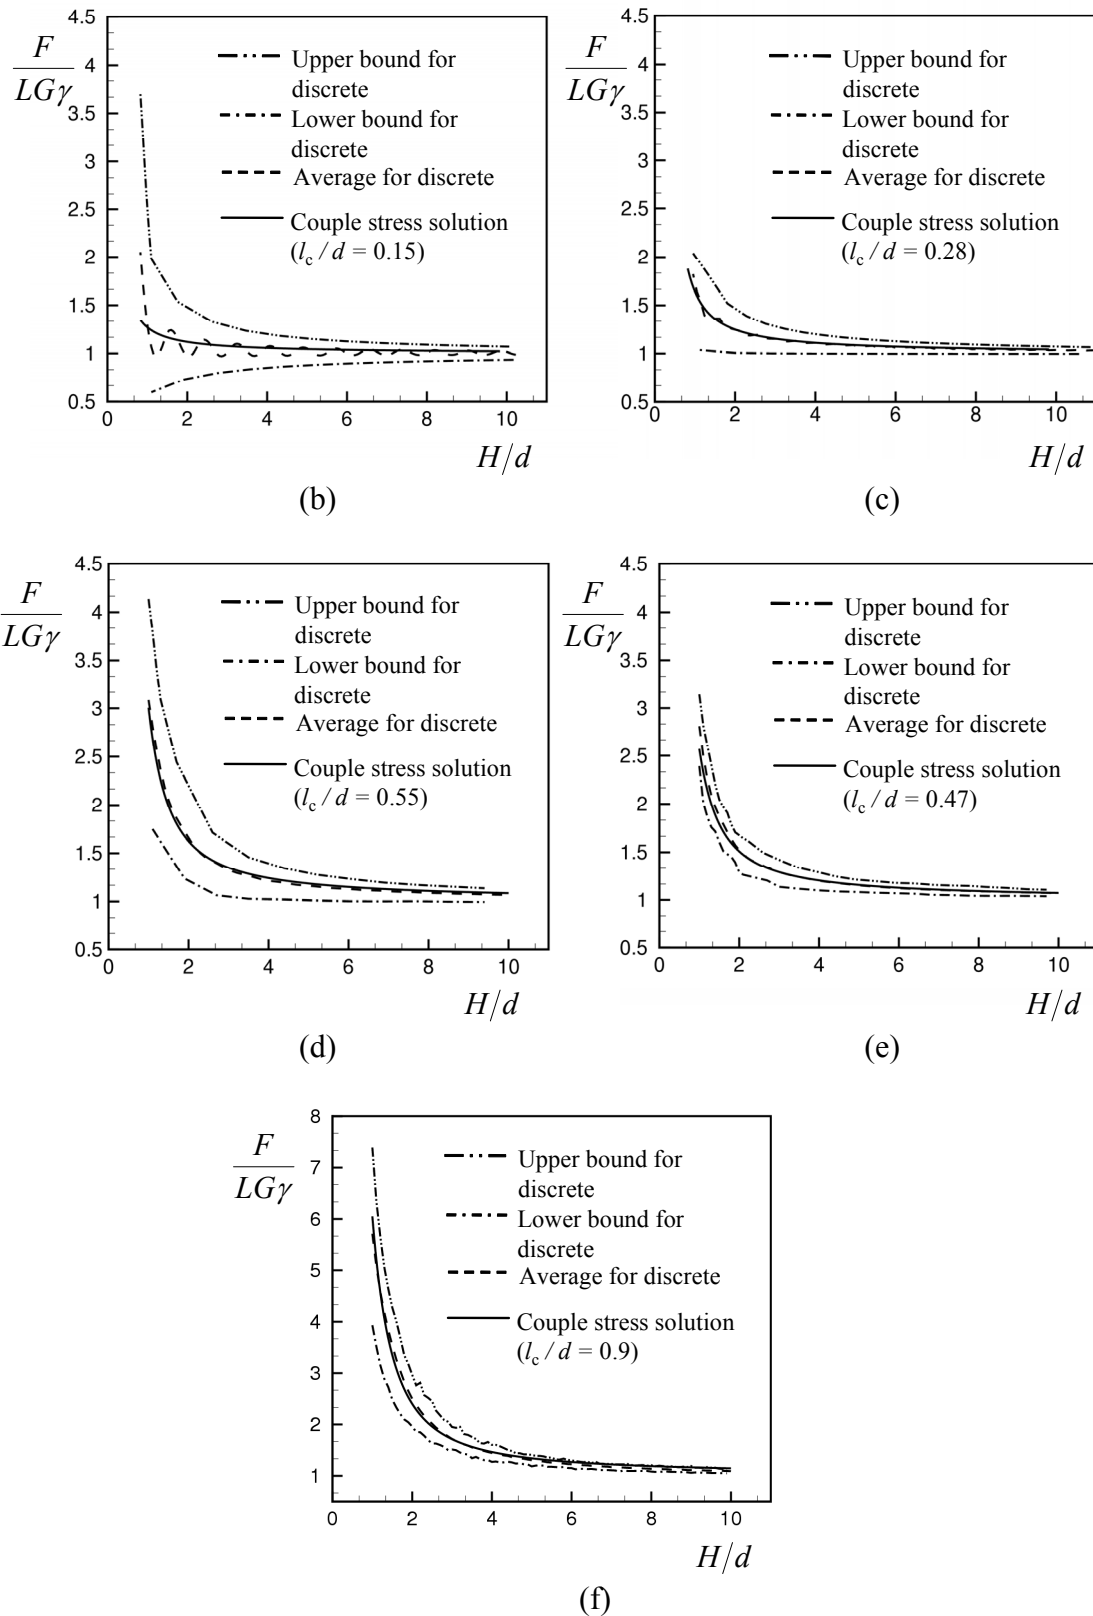 4.5
F
LGγ
4
3.5
3
2.5
2
1.5
1
0.5
0
2
4
6
8
10
H/d
Upper bound for
discrete
Lower bound for
discrete
Average for discrete
Couple stress solution
(lc / d = 0.15)
(b)
4.5
F
LGγ
4
3.5
3
2.5
2
1.5
1
0.5
0
2
4
6
8
10
H/d
Upper bound for
discrete
Lower bound for
discrete
Average for discrete
Couple stress solution
(lc / d = 0.28)
(c)
4.5
F
LGγ
4
3.5
3
2.5
2
1.5
1
0.5
0
2
4
6
8
10
H/d
Upper bound for
discrete
Lower bound for
discrete
Average for discrete
Couple stress solution
(lc / d = 0.55)
(d)
4.5
F
LGγ
4
3.5
3
2.5
2
1.5
1
0.5
0
2
4
6
8
10
H/d
Upper bound for
discrete
Lower bound for
discrete
Average for discrete
Couple stress solution
(lc / d = 0.47)
(e)
8
F
LGγ
7
6
5
4
3
2
1
0
2
4
6
8
10
H/d
Upper bound for
discrete
Lower bound for
discrete
Average for discrete
Couple stress solution
(lc / d = 0.9)
(f)